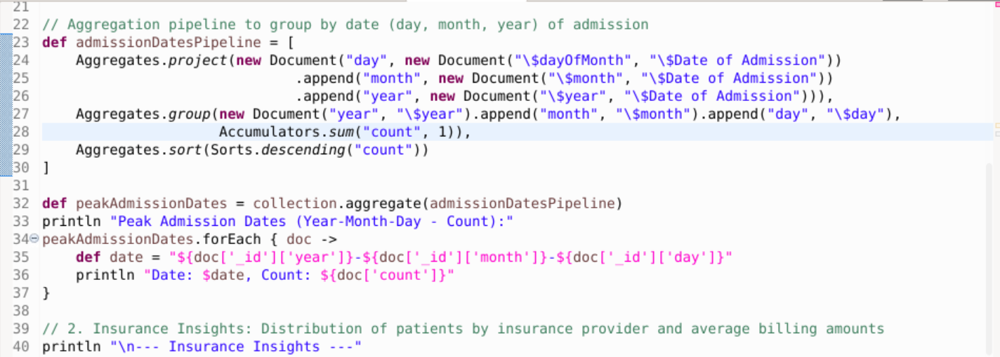 21
22 // Aggregation pipeline to group by date (day, month, year) of admission
23 def admissionDatesPipeline = [
24     Aggregates.project(new Document("day", new Document("\$dayOfMonth", "\$Date of Admission"))
25                               .append("month", new Document("\$month", "\$Date of Admission"))
26                               .append("year", new Document("\$year", "\$Date of Admission"))),
27     Aggregates.group(new Document("year", "\$year").append("month", "\$month").append("day", "\$day"),
28                      Accumulators.sum("count", 1)),
29     Aggregates.sort(Sorts.descending("count"))
30 ]
31
32 def peakAdmissionDates = collection.aggregate(admissionDatesPipeline)
33 println "Peak Admission Dates (Year-Month-Day - Count):"
34 peakAdmissionDates.forEach { doc ->
35     def date = "${doc['_id']['year']}-${doc['_id']['month']}-${doc['_id']['day']}"
36     println "Date: $date, Count: ${doc['count']}"
37 }
38
39 // 2. Insurance Insights: Distribution of patients by insurance provider and average billing amounts
40 println "\n--- Insurance Insights ---"